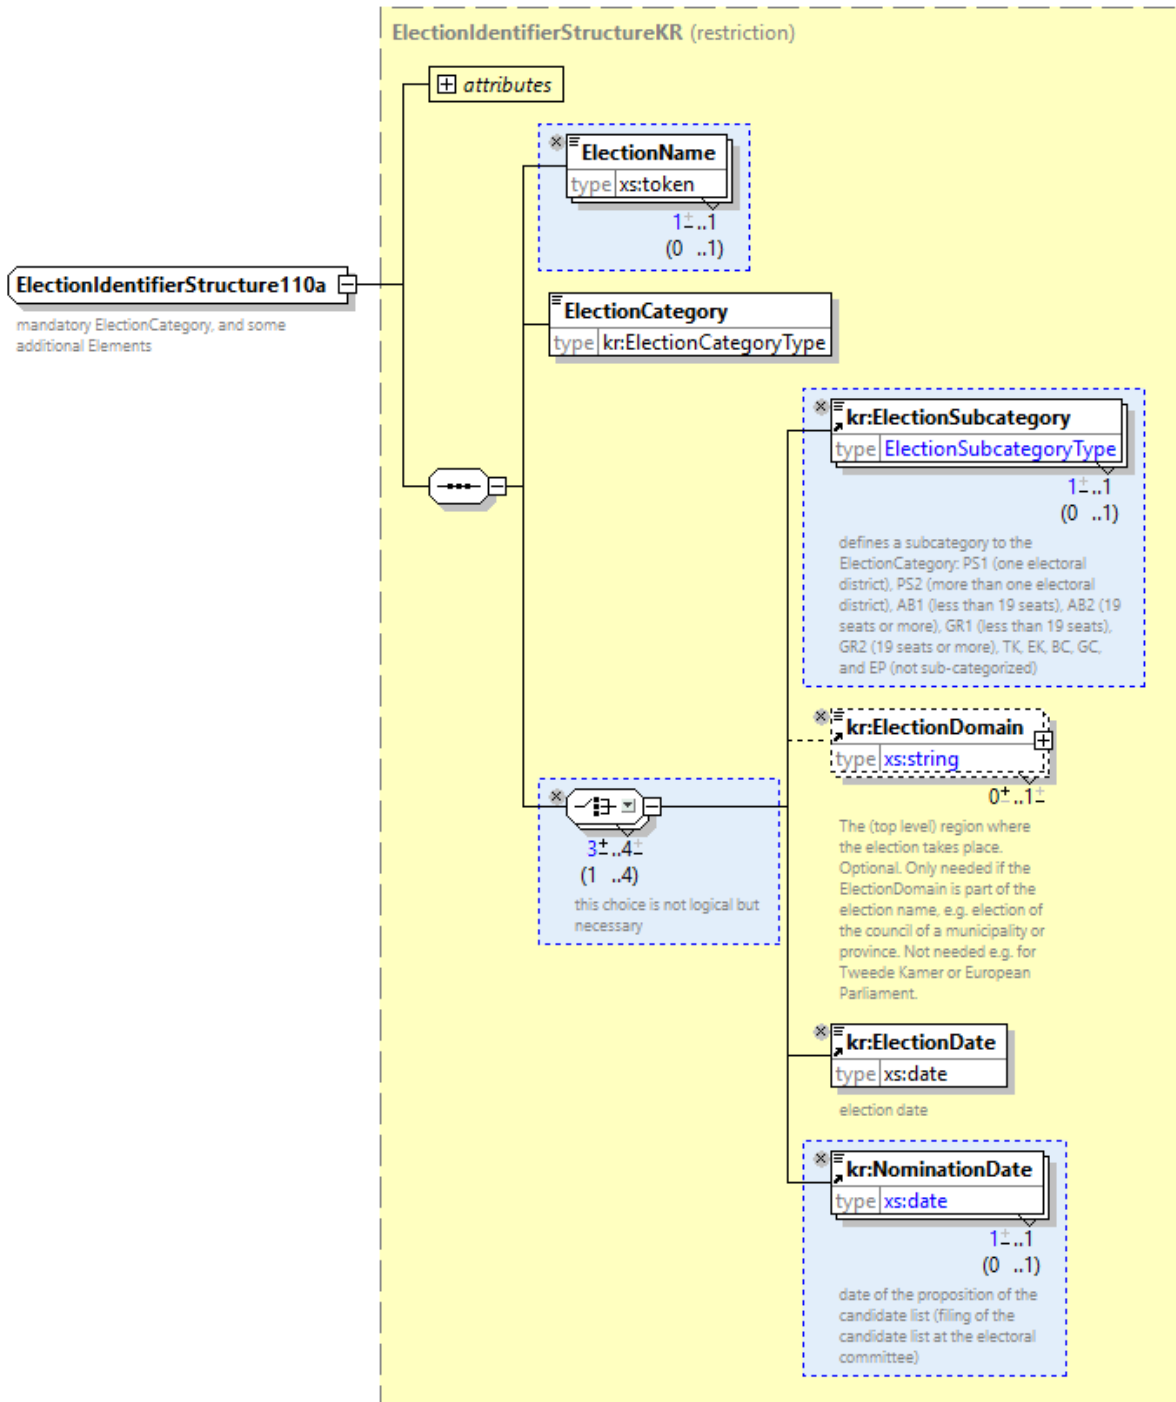 ElectionIdentifierStructureKR (restriction)
attributes
ElectionName
type xs:token
1±..1
(0 ..1)
ElectionIdentifierStructure110a
mandatory ElectionCategory, and some
additional Elements
ElectionCategory
type kr:ElectionCategoryType
kr:ElectionSubcategory
type ElectionSubcategoryType
1±..1
(0 ..1)
defines a subcategory to the
ElectionCategory: PS1 (one electoral
district), PS2 (more than one electoral
district), AB1 (less than 19 seats), AB2 (19
seats or more), GR1 (less than 19 seats),
GR2 (19 seats or more), TK, EK, BC, GC,
and EP (not sub-categorized)
kr:ElectionDomain
type xs:string
0±..1±
The (top level) region where
the election takes place.
Optional. Only needed if the
ElectionDomain is part of the
election name, e.g. election of
the council of a municipality or
province. Not needed e.g. for
Tweede Kamer or European
Parliament.
3±..4±
(1 ..4)
this choice is not logical but
necessary
kr:ElectionDate
type xs:date
election date
kr:NominationDate
type xs:date
1±..1
(0 ..1)
date of the proposition of the
candidate list (filing of the
candidate list at the electoral
committee)